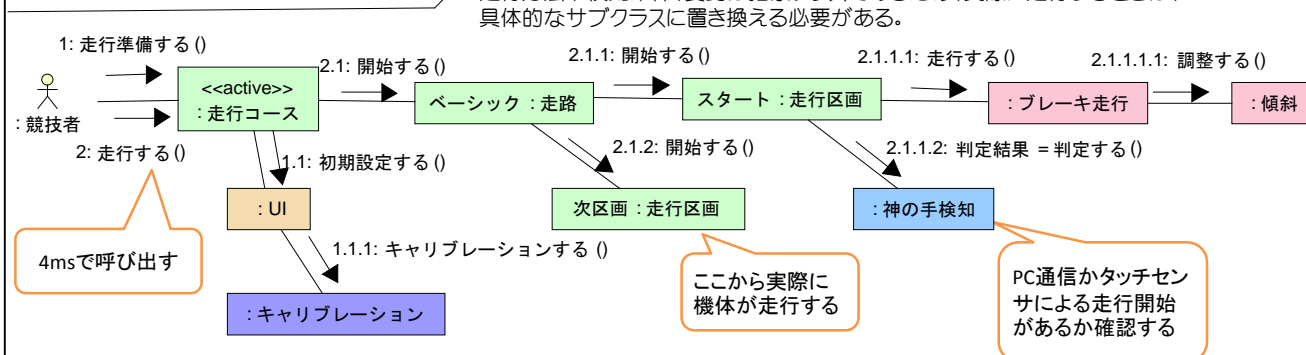 具体的なサブクラスに置き換える必要がある。
1: 走行準備する()
2.1: 開始する()
2.1.1: 開始する()
2.1.1.1: 走行する()
2.1.1.1.1: 調整する()
: 競技者
<<active>>
: 走行コース
ベーシック : 走路
スタート : 走行区画
: ブレーキ走行
: 傾斜
2: 走行する()
1.1: 初期設定する()
2.1.2: 開始する()
2.1.1.2: 判定結果 = 判定する()
: UI
次区画 : 走行区画
: 神の手検知
4msで呼び出す
1.1.1: キャリブレーションする()
: キャリブレーション
ここから実際に
機体が走行する
PC通信かタッチセン
サによる走行開始
があるか確認する